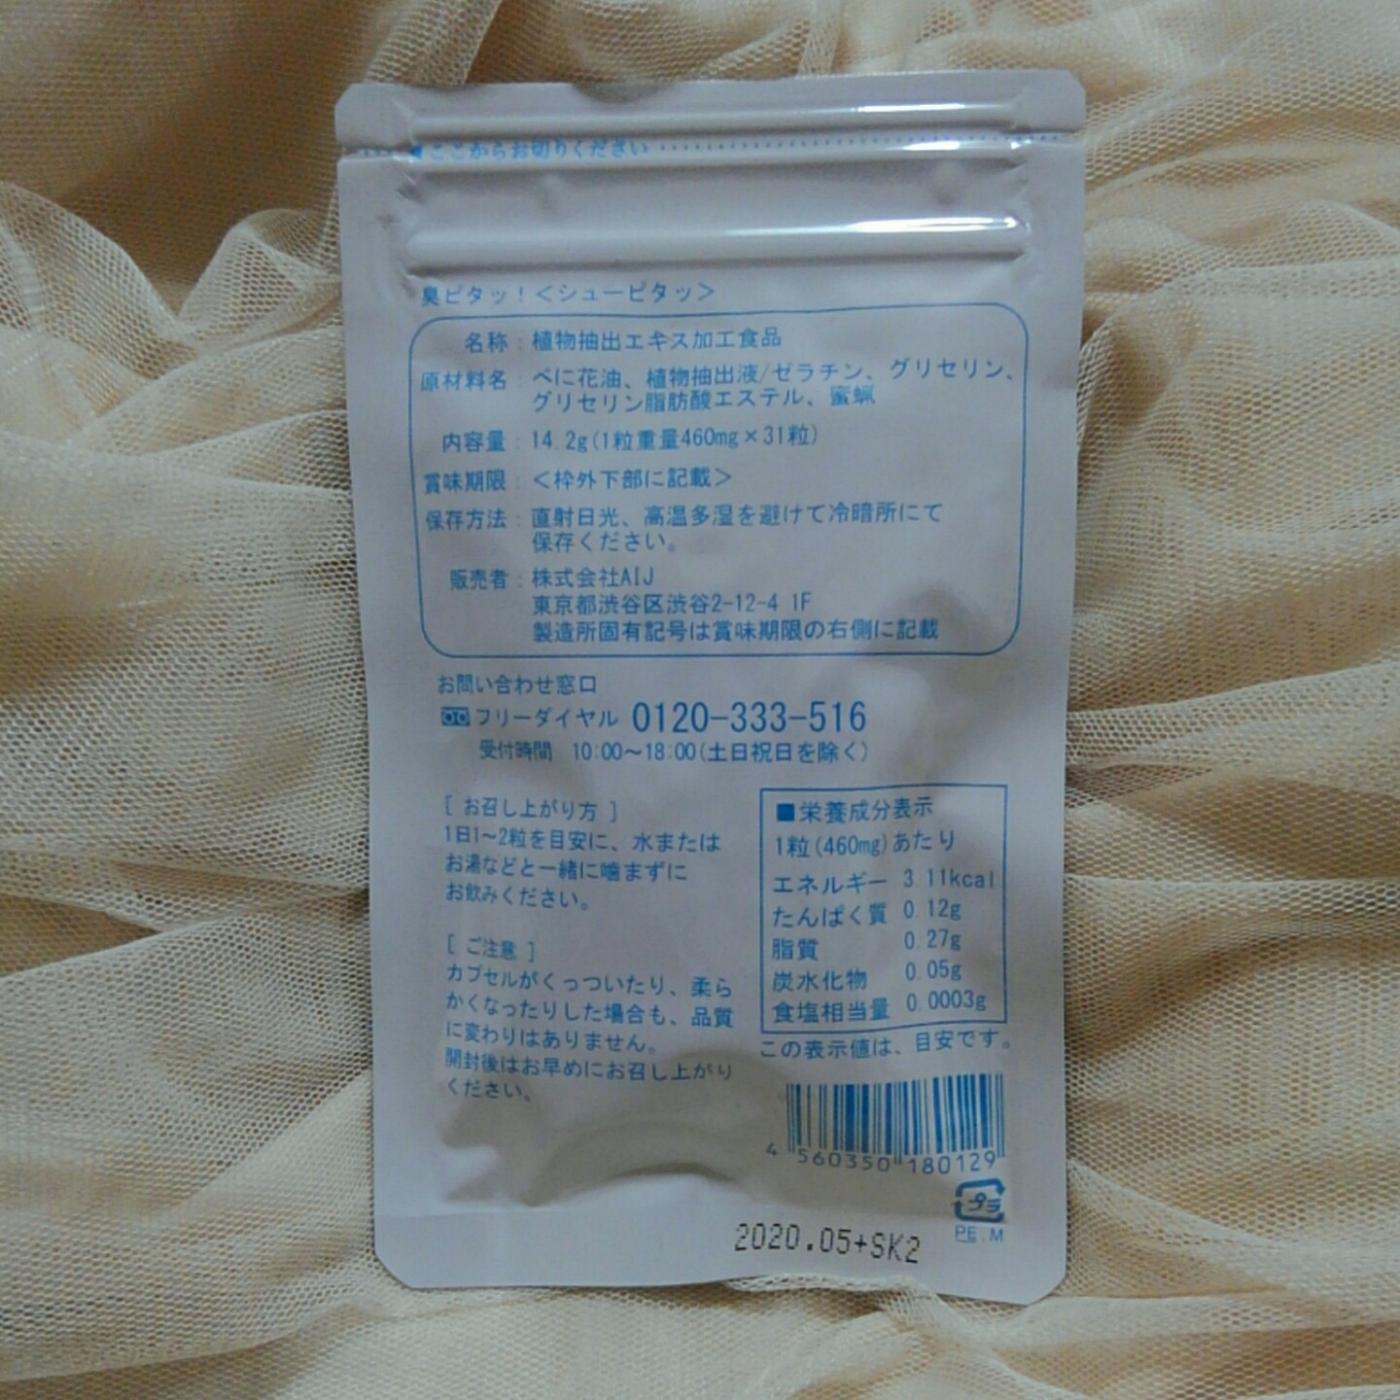 ここからお切りください
臭ピタッ！＜シューピタッ＞
名称：植物抽出エキス加工食品
原材料名：べに花油、植物抽出液/ゼラチン、グリセリン、
グリセリン脂肪酸エステル、蜜蝋
内容量：14.2g(1粒重量460mg×31粒)
賞味期限：＜枠外下部に記載＞
保存方法：直射日光、高温多湿を避けて冷暗所にて
保存ください。
販売者：株式会社AIJ
東京都渋谷区渋谷2-12-4 1F
製造所固有記号は賞味期限の右側に記載
お問い合わせ窓口
フリーダイヤル 0120-333-516
受付時間 10:00～18:00(土日祝日を除く)
[ お召し上がり方 ]
1日1～2粒を目安に、水または
お湯などと一緒に噛まずに
お飲みください。
[ ご注意 ]
カプセルがくっついたり、柔ら
かくなったりした場合も、品質
に変わりはありません。
開封後はお早めにお召し上がり
ください。
■栄養成分表示
1粒(460mg)あたり
エネルギー 3.11kcal
たんぱく質 0.12g
脂質 0.27g
炭水化物 0.05g
食塩相当量 0.0003g
この表示値は、目安です。
4 560350 180129
プラ
PE.M
2020.05+SK2